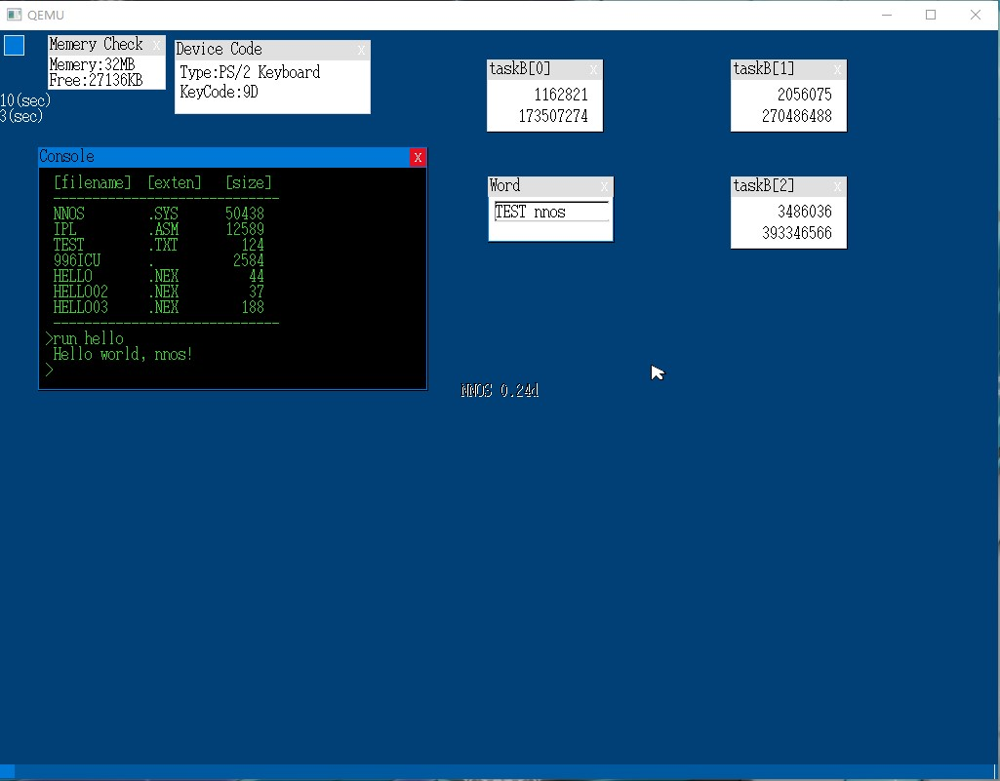 QEMU
Memery Check x
Memery:32MB
Free:27136KB
Device Code x
Type:PS/2 Keyboard
KeyCode:9D
taskB[0] x
1162821
173507274
taskB[1] x
2056075
270486488
10(sec)
3(sec)
Console x
[filename] [exten] [size]
------------------------------
NNOS .SYS 50438
IPL .ASM 12589
TEST .TXT 124
996ICU . 2584
HELLO .NEX 44
HELLO02 .NEX 37
HELLO03 .NEX 188
------------------------------
>run hello
Hello world, nnos!
>
Word x
TEST nnos
taskB[2] x
3486036
393346566
NNOS 0.24d